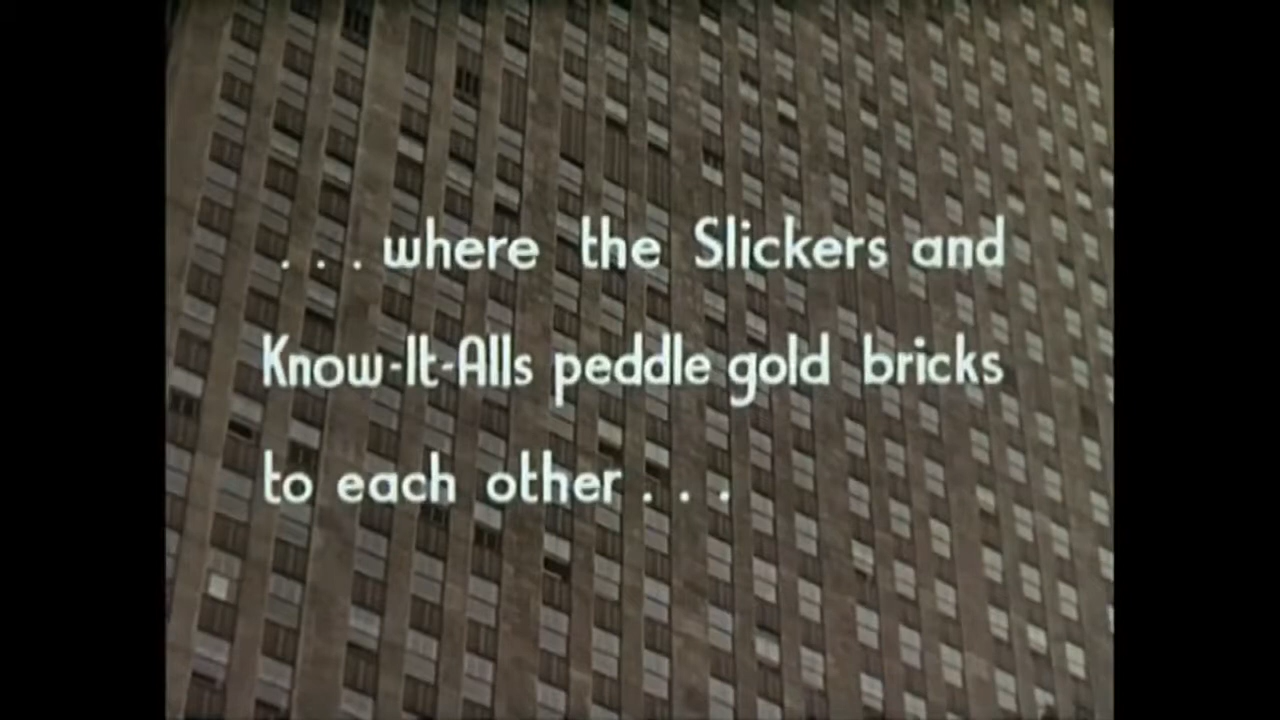 . . . where the Slickers and
Know-It-Alls peddle gold bricks
to each other . . .